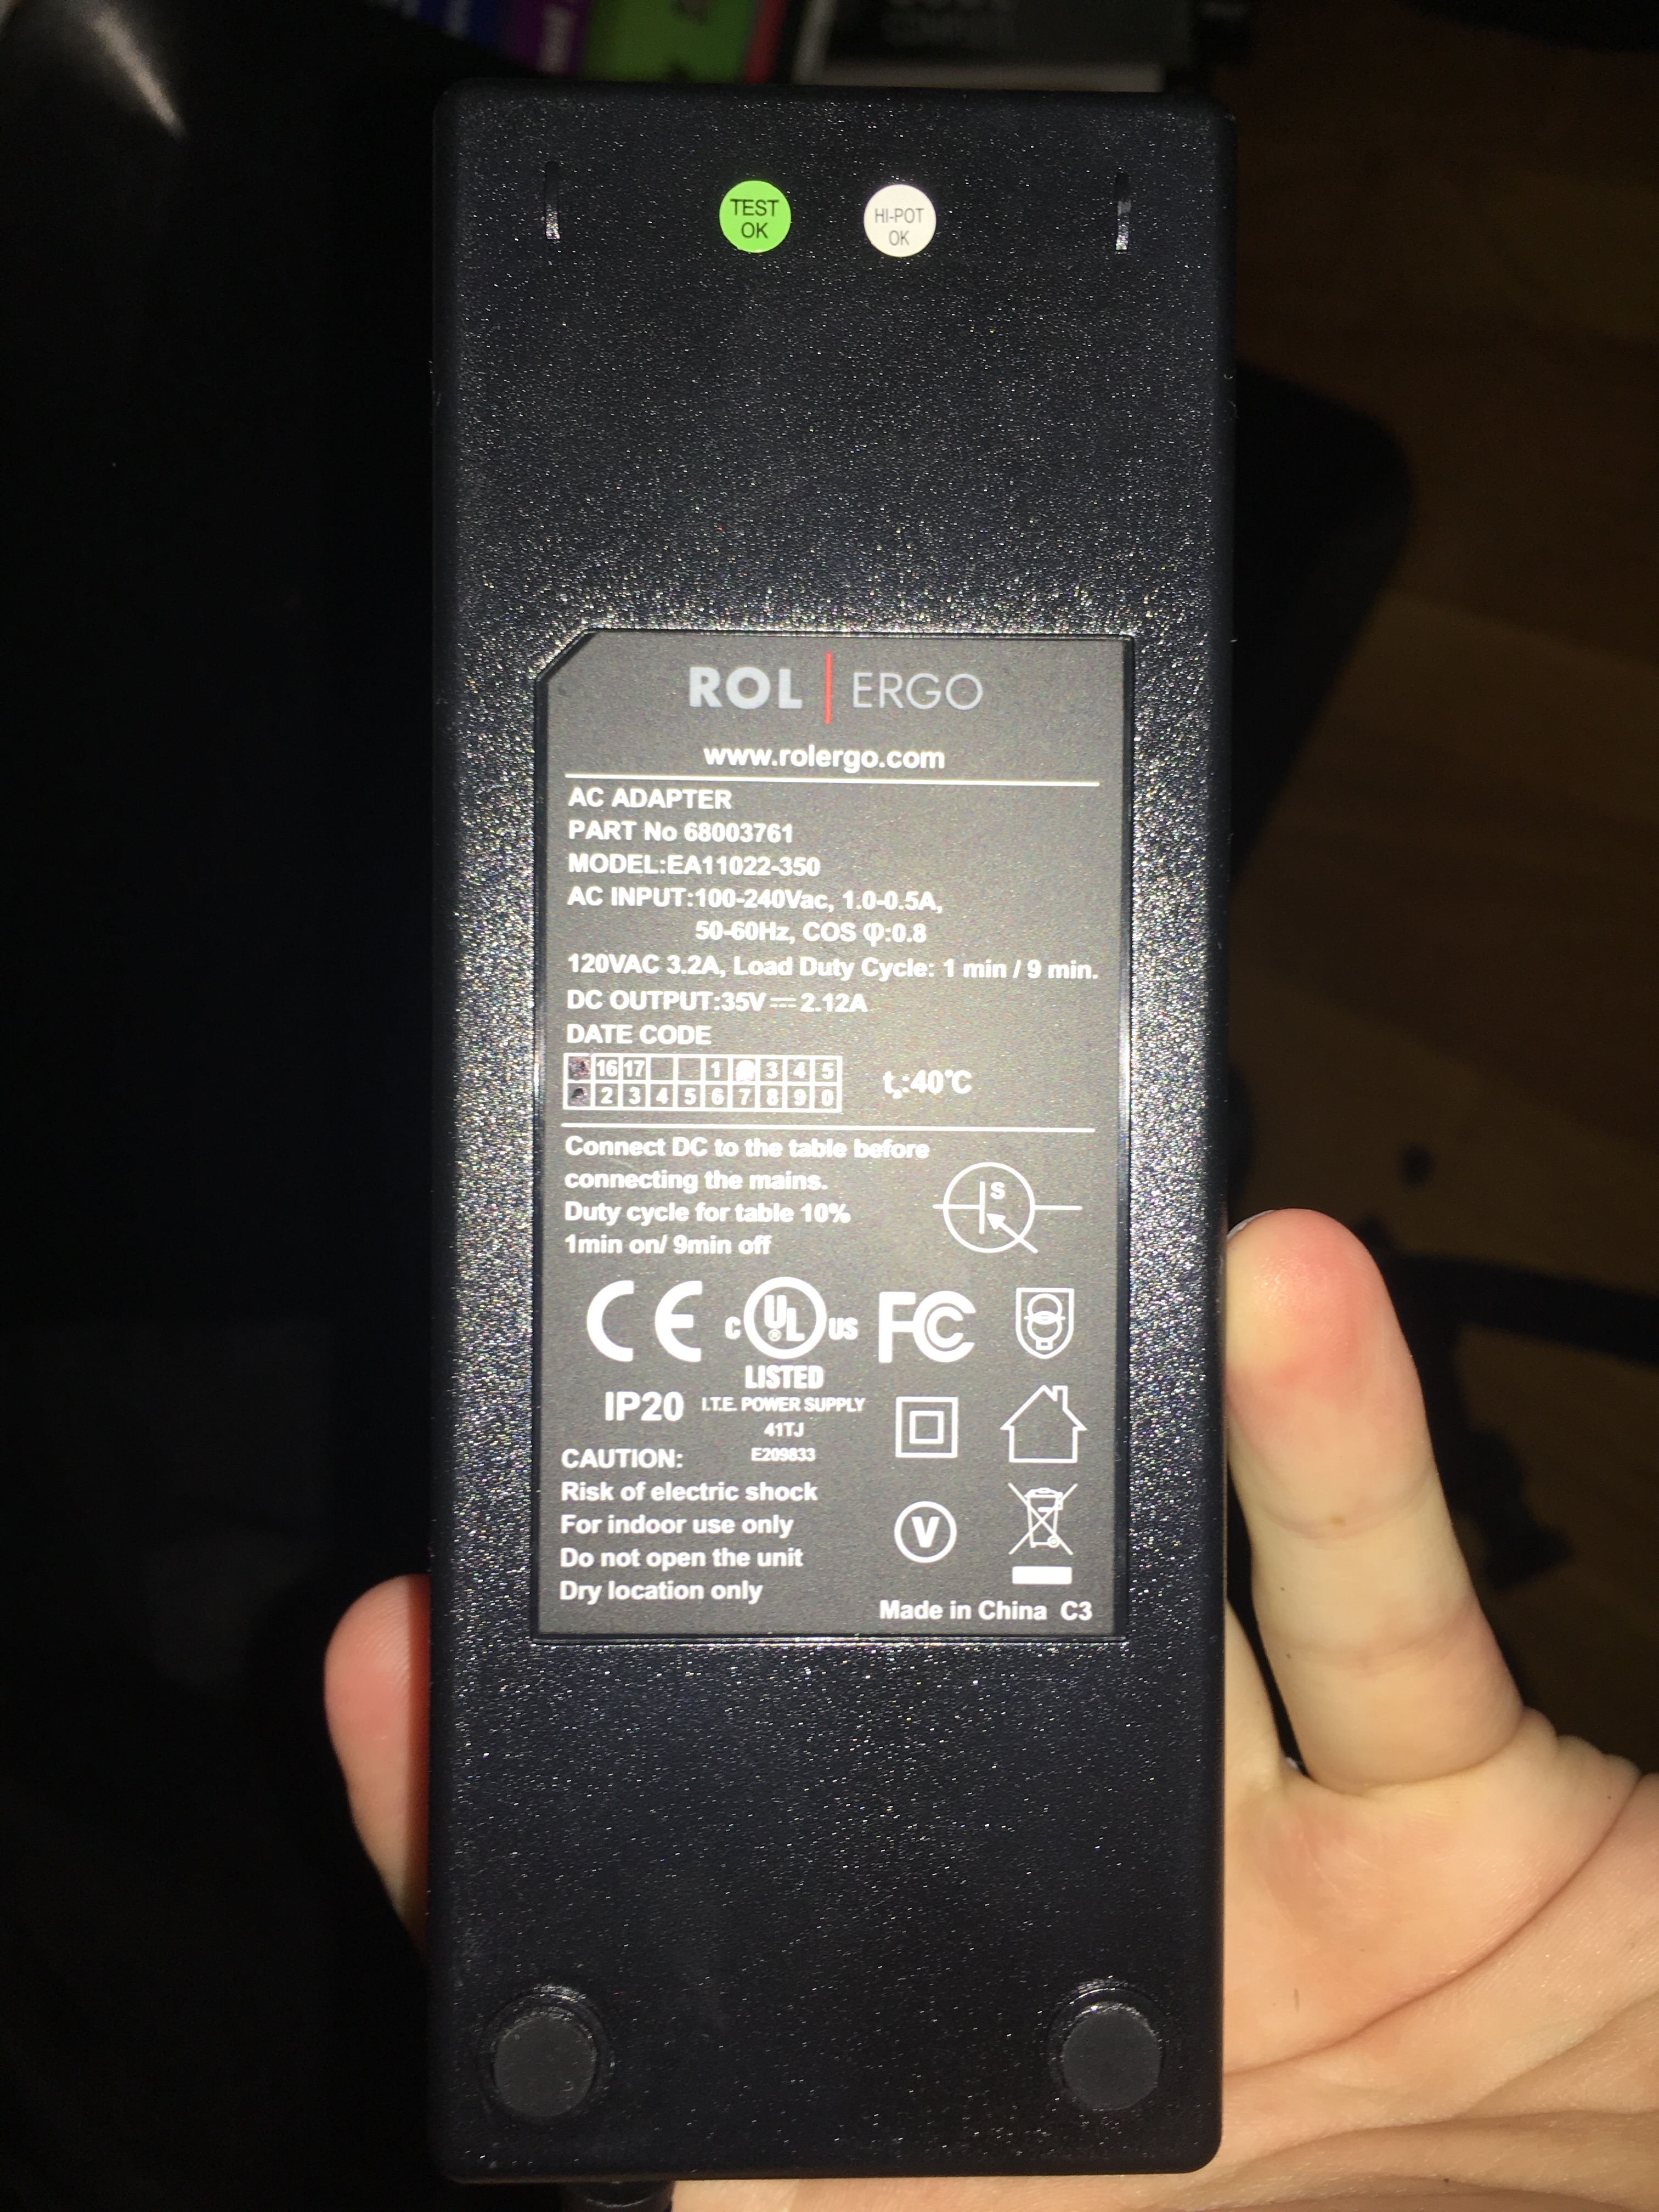 TEST
OK
HI-POT
OK
ROL | ERGO
www.rolergo.com
AC ADAPTER
PART No 68003761
MODEL:EA11022-350
AC INPUT:100-240Vac, 1.0-0.5A,
50-60Hz, COS φ:0.8
120VAC 3.2A, Load Duty Cycle: 1 min / 9 min.
DC OUTPUT:35V⎓2.12A
DATE CODE
16 17 1 3 4 5
2 3 4 5 6 7 8 9 0
tₐ:40°C
Connect DC to the table before
connecting the mains.
Duty cycle for table 10%
1min on/ 9min off
S
CE
C UL® US
LISTED
I.T.E. POWER SUPPLY
41TJ
E209833
FC
IP20
V
CAUTION:
Risk of electric shock
For indoor use only
Do not open the unit
Dry location only
Made in China C3